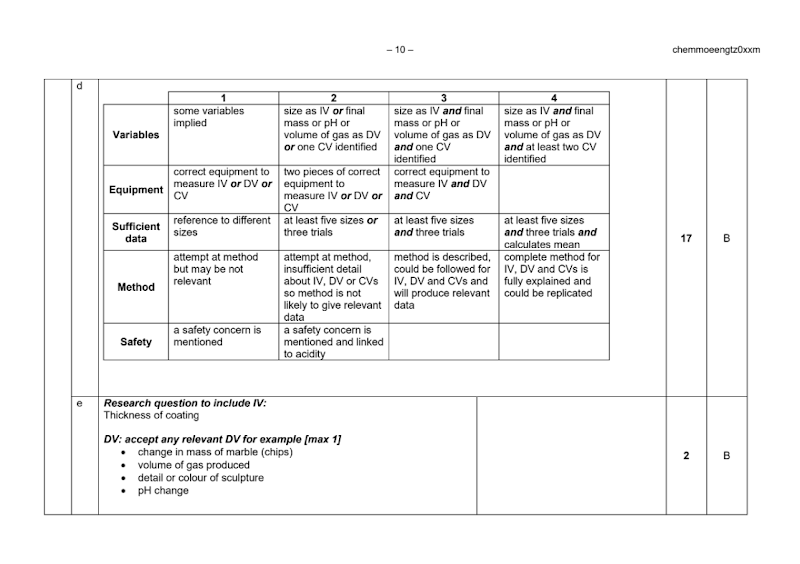 – 10 –
chemmoeengtz0xxm
d
1 2 3 4
Variables
some variables
implied
size as IV or final
mass or pH or
volume of gas as DV
or one CV identified
size as IV and final
mass or pH or
volume of gas as DV
and one CV
identified
size as IV and final
mass or pH or
volume of gas as DV
and at least two CV
identified
Equipment
correct equipment to
measure IV or DV or
CV
two pieces of correct
equipment to
measure IV or DV or
CV
correct equipment to
measure IV and DV
and CV
Sufficient
data
reference to different
sizes
at least five sizes or
three trials
at least five sizes
and three trials
at least five sizes
and three trials and
calculates mean
Method
attempt at method
but may be not
relevant
attempt at method,
insufficient detail
about IV, DV or CVs
so method is not
likely to give relevant
data
method is described,
could be followed for
IV, DV and CVs and
will produce relevant
data
complete method for
IV, DV and CVs is
fully explained and
could be replicated
Safety
a safety concern is
mentioned
a safety concern is
mentioned and linked
to acidity
17
B
e
Research question to include IV:
Thickness of coating
DV: accept any relevant DV for example [max 1]
• change in mass of marble (chips)
• volume of gas produced
• detail or colour of sculpture
• pH change
2
B